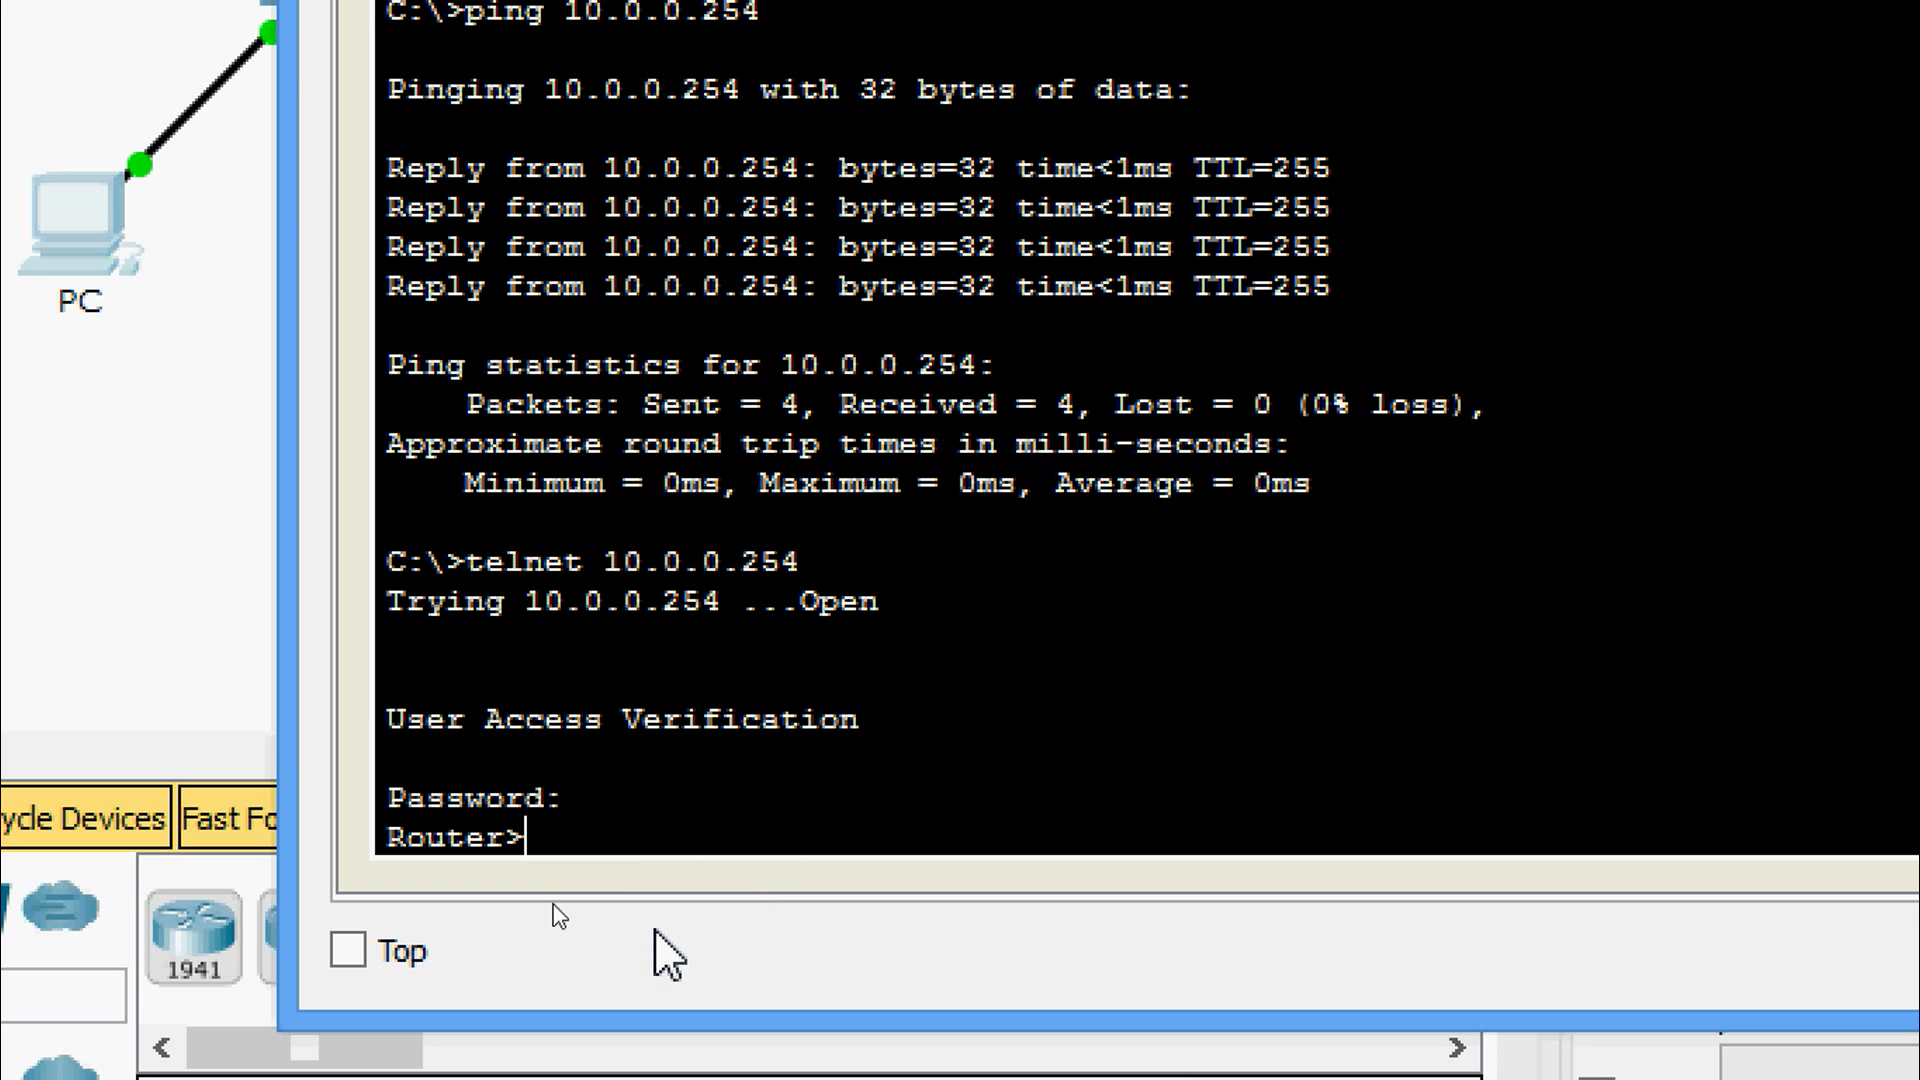 C:\>ping 10.0.0.254
Pinging 10.0.0.254 with 32 bytes of data:
Reply from 10.0.0.254: bytes=32 time<1ms TTL=255
Reply from 10.0.0.254: bytes=32 time<1ms TTL=255
Reply from 10.0.0.254: bytes=32 time<1ms TTL=255
Reply from 10.0.0.254: bytes=32 time<1ms TTL=255
Ping statistics for 10.0.0.254:
Packets: Sent = 4, Received = 4, Lost = 0 (0% loss),
Approximate round trip times in milli-seconds:
Minimum = 0ms, Maximum = 0ms, Average = 0ms
C:\>telnet 10.0.0.254
Trying 10.0.0.254 ...Open
User Access Verification
Password:
Router>
PC
ycle Devices
Fast Fo
1941
Top